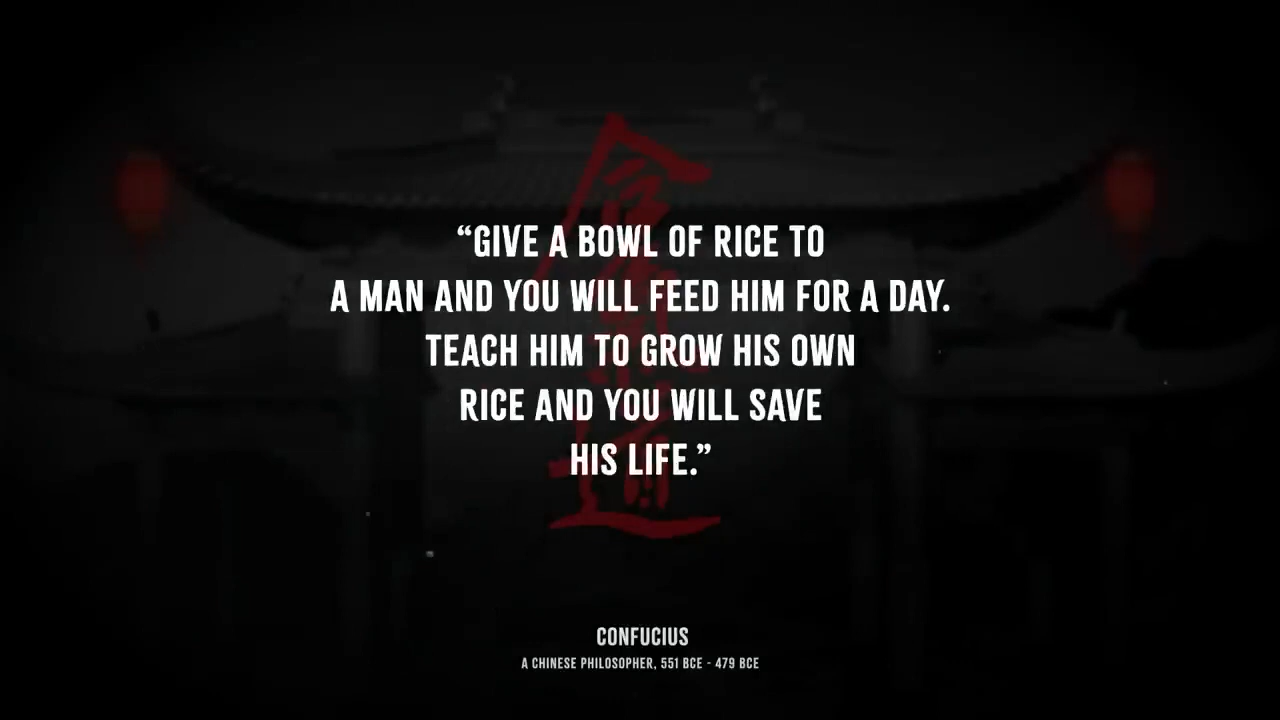 “GIVE A BOWL OF RICE TO
A MAN AND YOU WILL FEED HIM FOR A DAY.
TEACH HIM TO GROW HIS OWN
RICE AND YOU WILL SAVE
HIS LIFE.”
CONFUCIUS
A CHINESE PHILOSOPHER, 551 BCE - 479 BCE